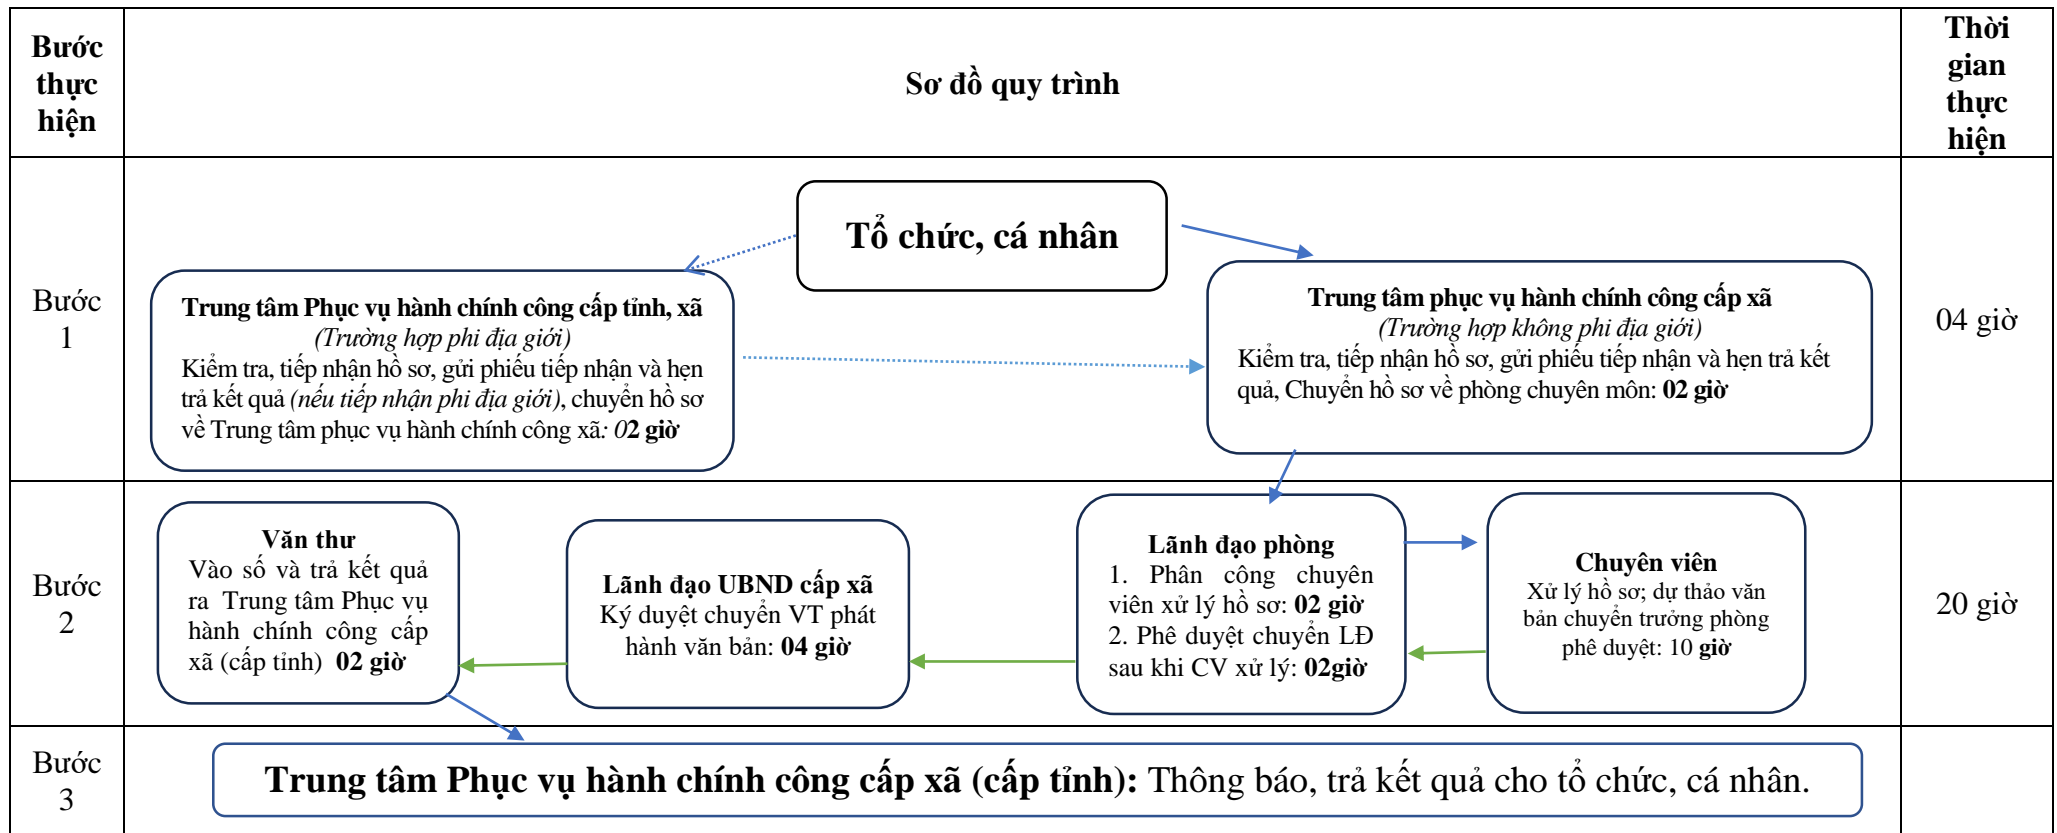 Bước
thực
hiện
Sơ đồ quy trình
Thời
gian
thực
hiện
Bước
1
Tổ chức, cá nhân
Trung tâm Phục vụ hành chính công cấp tỉnh, xã
(Trường hợp phi địa giới)
Kiểm tra, tiếp nhận hồ sơ, gửi phiếu tiếp nhận và hẹn
trả kết quả (nếu tiếp nhận phi địa giới), chuyển hồ sơ
về Trung tâm phục vụ hành chính công xã: 02 giờ
Trung tâm phục vụ hành chính công cấp xã
(Trường hợp không phi địa giới)
Kiểm tra, tiếp nhận hồ sơ, gửi phiếu tiếp nhận và hẹn trả kết
quả, Chuyển hồ sơ về phòng chuyên môn: 02 giờ
04 giờ
Bước
2
Văn thư
Vào số và trả kết quả
ra Trung tâm Phục vụ
hành chính công cấp
xã (cấp tỉnh) 02 giờ
Lãnh đạo UBND cấp xã
Ký duyệt chuyển VT phát
hành văn bản: 04 giờ
Lãnh đạo phòng
1. Phân công chuyên
viên xử lý hồ sơ: 02 giờ
2. Phê duyệt chuyển LĐ
sau khi CV xử lý: 02giờ
Chuyên viên
Xử lý hồ sơ; dự thảo văn
bản chuyển trưởng phòng
phê duyệt: 10 giờ
20 giờ
Bước
3
Trung tâm Phục vụ hành chính công cấp xã (cấp tỉnh): Thông báo, trả kết quả cho tổ chức, cá nhân.